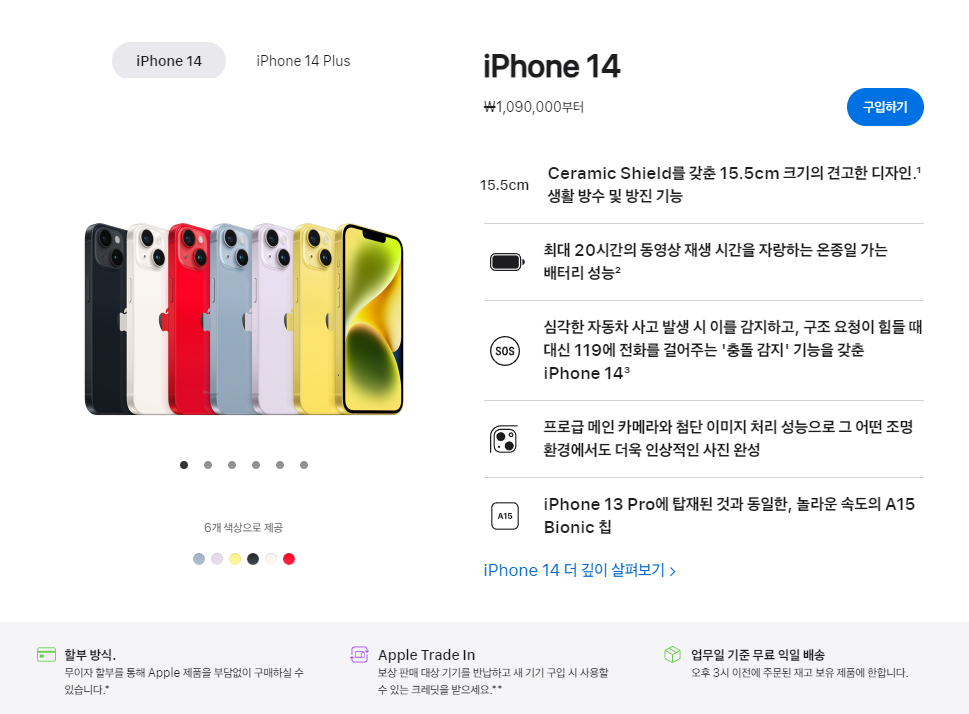 iPhone 14
iPhone 14 Plus
iPhone 14
₩1,090,000부터
구입하기
15.5cm
Ceramic Shield를 갖춘 15.5cm 크기의 견고한 디자인.¹
생활 방수 및 방진 기능
최대 20시간의 동영상 재생 시간을 자랑하는 온종일 가는
배터리 성능²
SOS
심각한 자동차 사고 발생 시 이를 감지하고, 구조 요청이 힘들 때
대신 119에 전화를 걸어주는 '충돌 감지' 기능을 갖춘
iPhone 14³
프로급 메인 카메라와 첨단 이미지 처리 성능으로 그 어떤 조명
환경에서도 더욱 인상적인 사진 완성
A15
iPhone 13 Pro에 탑재된 것과 동일한, 놀라운 속도의 A15
Bionic 칩
iPhone 14 더 깊이 살펴보기 >
6개 색상으로 제공
할부 방식.
무이자 할부를 통해 Apple 제품을 부담없이 구매하실 수
있습니다.*
Apple Trade In
보상 판매 대상 기기를 반납하고 새 기기 구입 시 사용할
수 있는 크레딧을 받으세요.**
업무일 기준 무료 익일 배송
오후 3시 이전에 주문된 재고 보유 제품에 한합니다.